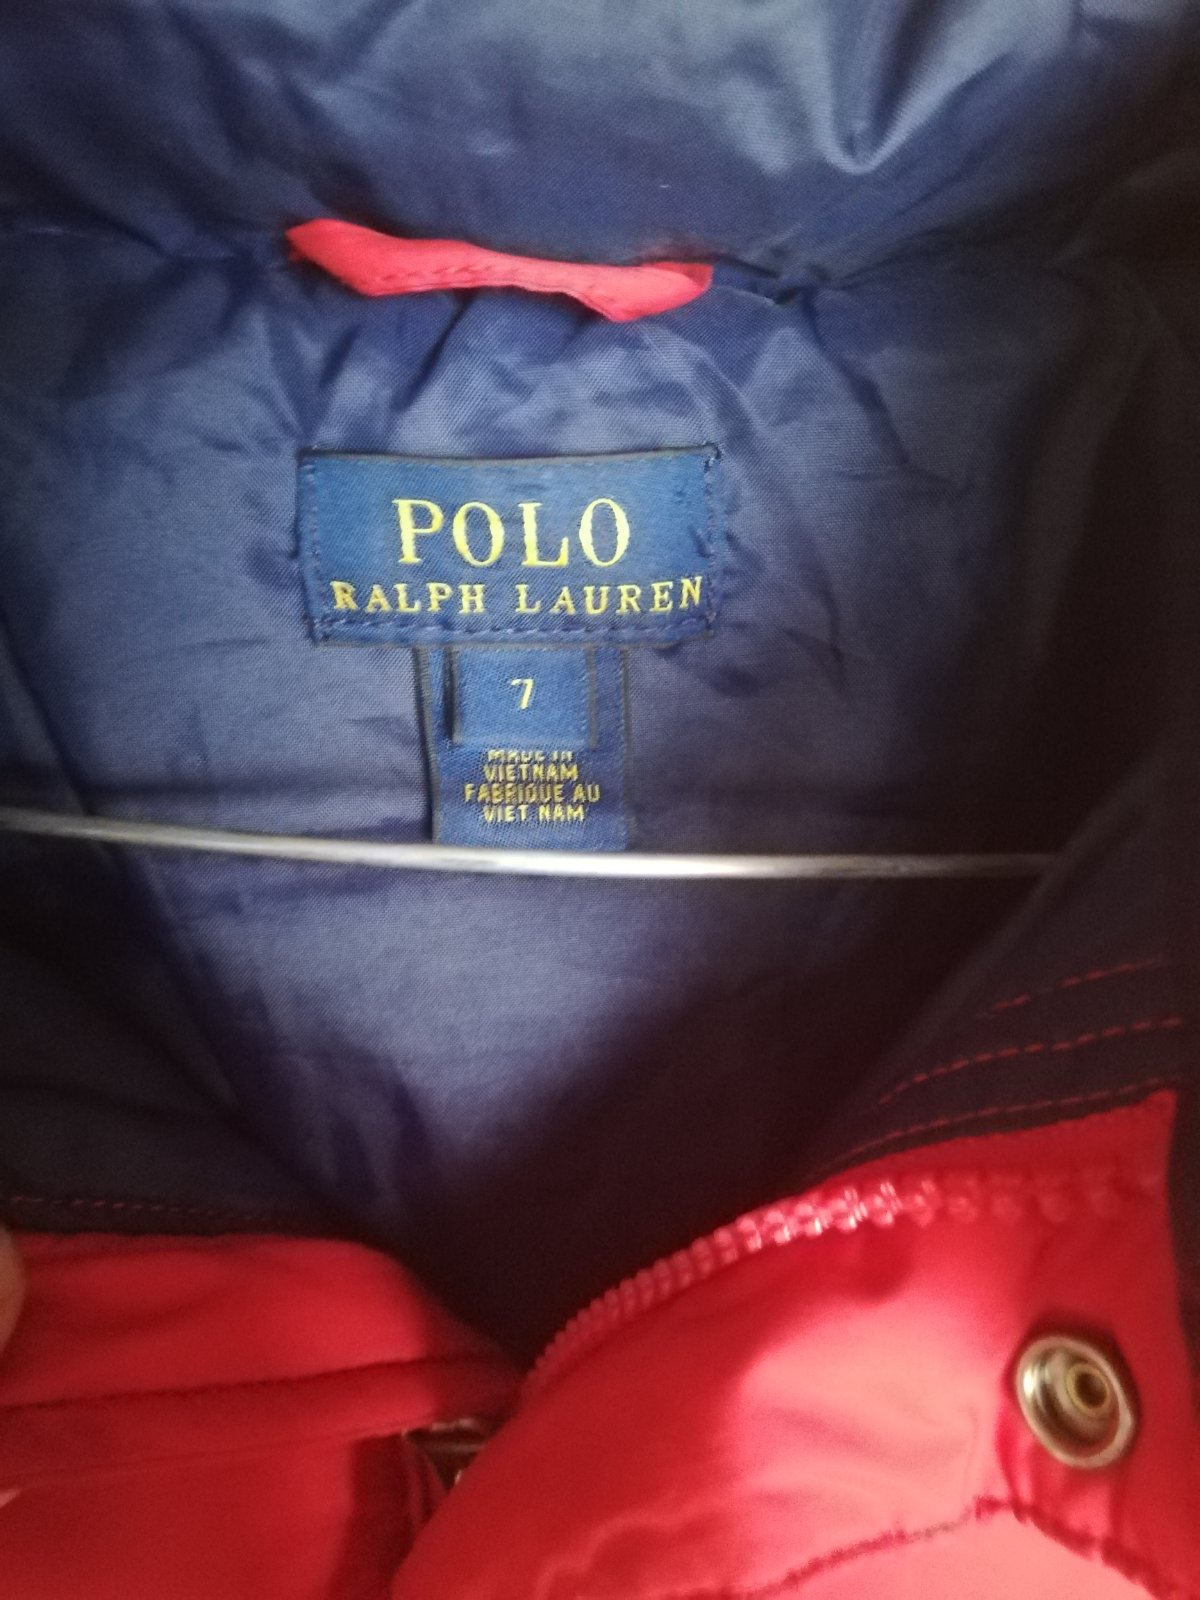 POLO
RALPH LAUREN
7
MADE IN
VIETNAM
FABRIQUE AU
VIET NAM